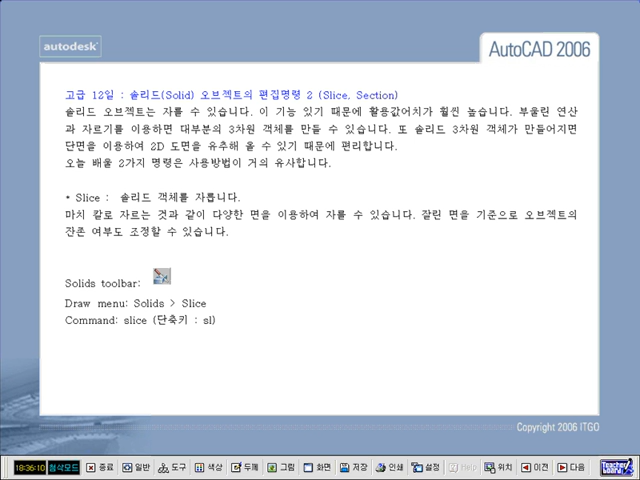 autodesk
AutoCAD 2006
고급 12일 : 솔리드(Solid) 오브젝트의 편집명령 2 (Slice, Section)
솔리드 오브젝트는 자를 수 있습니다. 이 기능 있기 때문에 활용값어치가 훨씬 높습니다. 부울린 연산
과 자르기를 이용하면 대부분의 3차원 객체를 만들 수 있습니다. 또 솔리드 3차원 객체가 만들어지면
단면을 이용하여 2D 도면을 유추해 올 수 있기 때문에 편리합니다.
오늘 배울 2가지 명령은 사용방법이 거의 유사합니다.
* Slice : 솔리드 객체를 자릅니다.
마치 칼로 자르는 것과 같이 다양한 면을 이용하여 자를 수 있습니다. 잘린 면을 기준으로 오브젝트의
잔존 여부도 조정할 수 있습니다.
Solids toolbar:
Draw menu: Solids > Slice
Command: slice (단축키 : sl)
Copyright 2006 ITGO
18:36:10 첨삭모드 종료 일반 도구 색상 두께 그림 화면 저장 인쇄 설정 Help 위치 이전 다음 Teacher Board